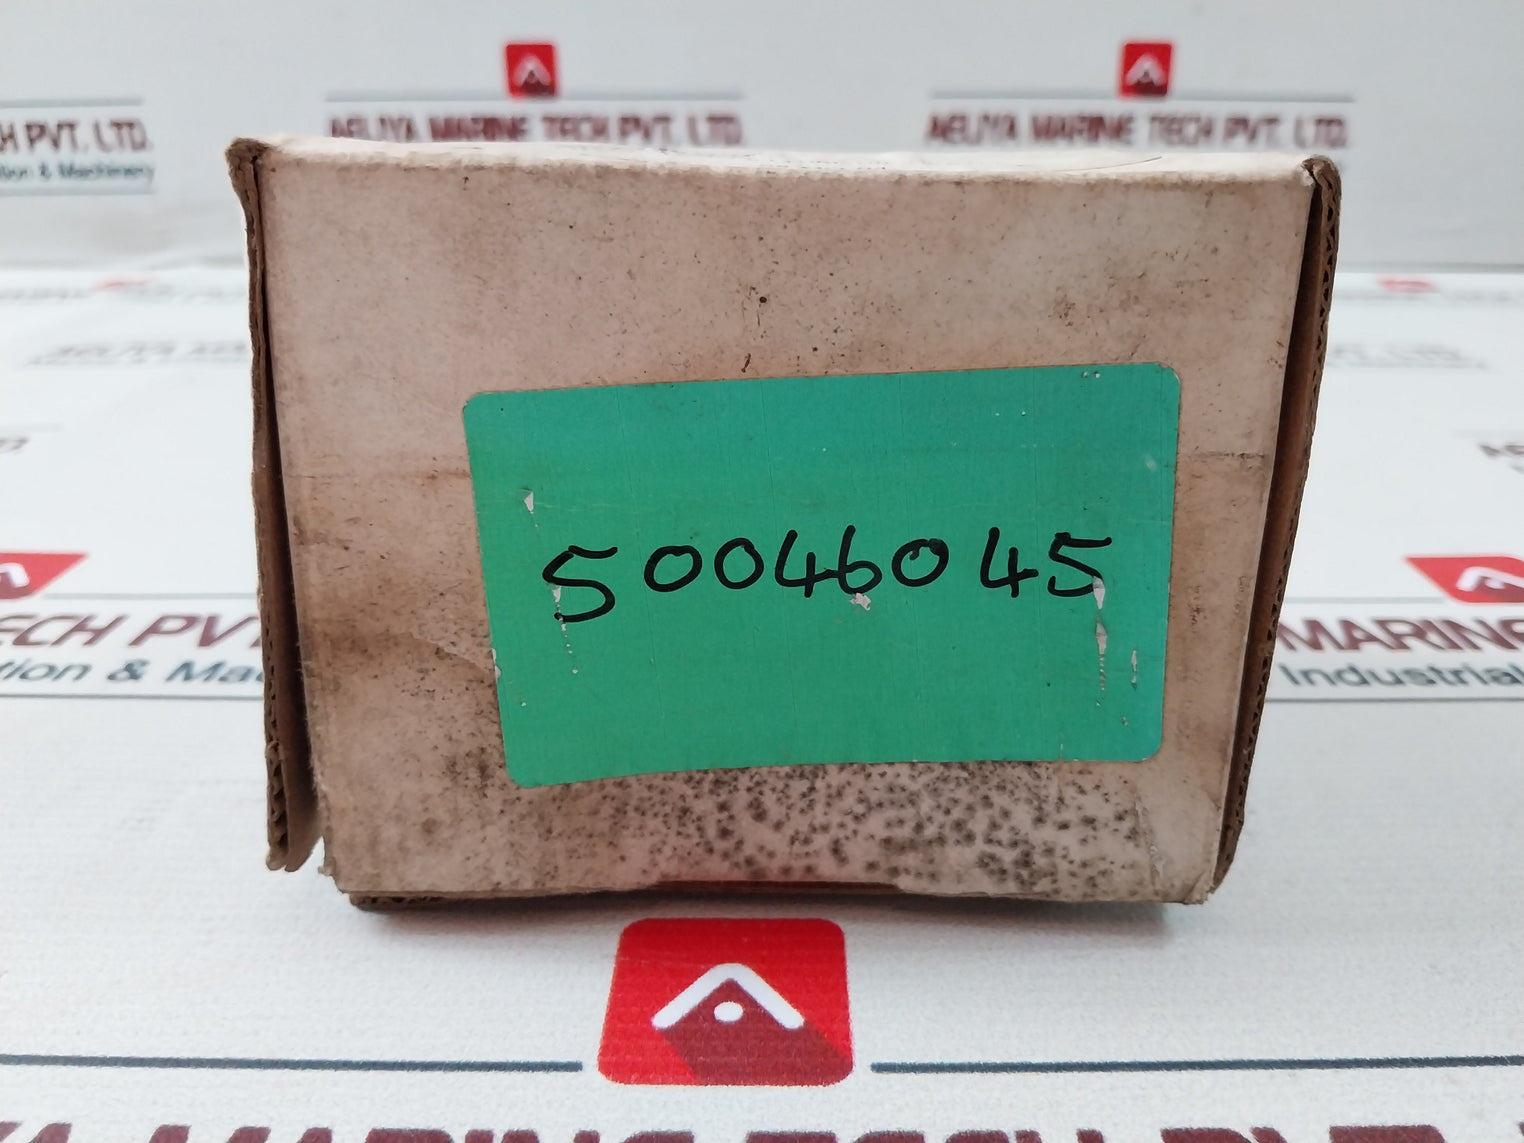 H PVT. LTD.
tion & Machinery
AELIYA MARINE TECH PVT. LTD.
AELIYA MARINE TECH PVT. LTD.
50046045
ECH PVT
tion & Ma
MARINE
Industrial